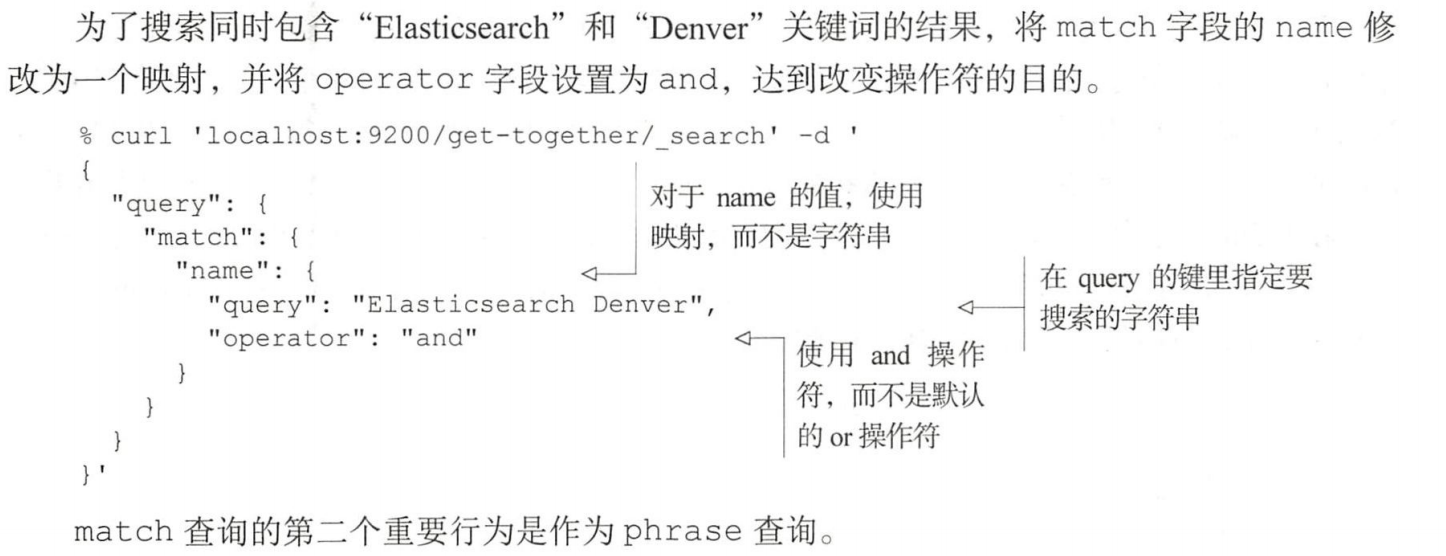 为了搜索同时包含“Elasticsearch”和“Denver”关键词的结果，将 match 字段的 name 修
改为一个映射，并将 operator 字段设置为 and，达到改变操作符的目的。
% curl 'localhost:9200/get-together/_search' -d '
{
"query": {
"match": {
"name": {
"query": "Elasticsearch Denver",
"operator": "and"
}
}
}
}'
对于 name 的值，使用
映射，而不是字符串
在 query 的键里指定要
搜索的字符串
使用 and 操作
符，而不是默认
的 or 操作符
match 查询的第二个重要行为是作为 phrase 查询。